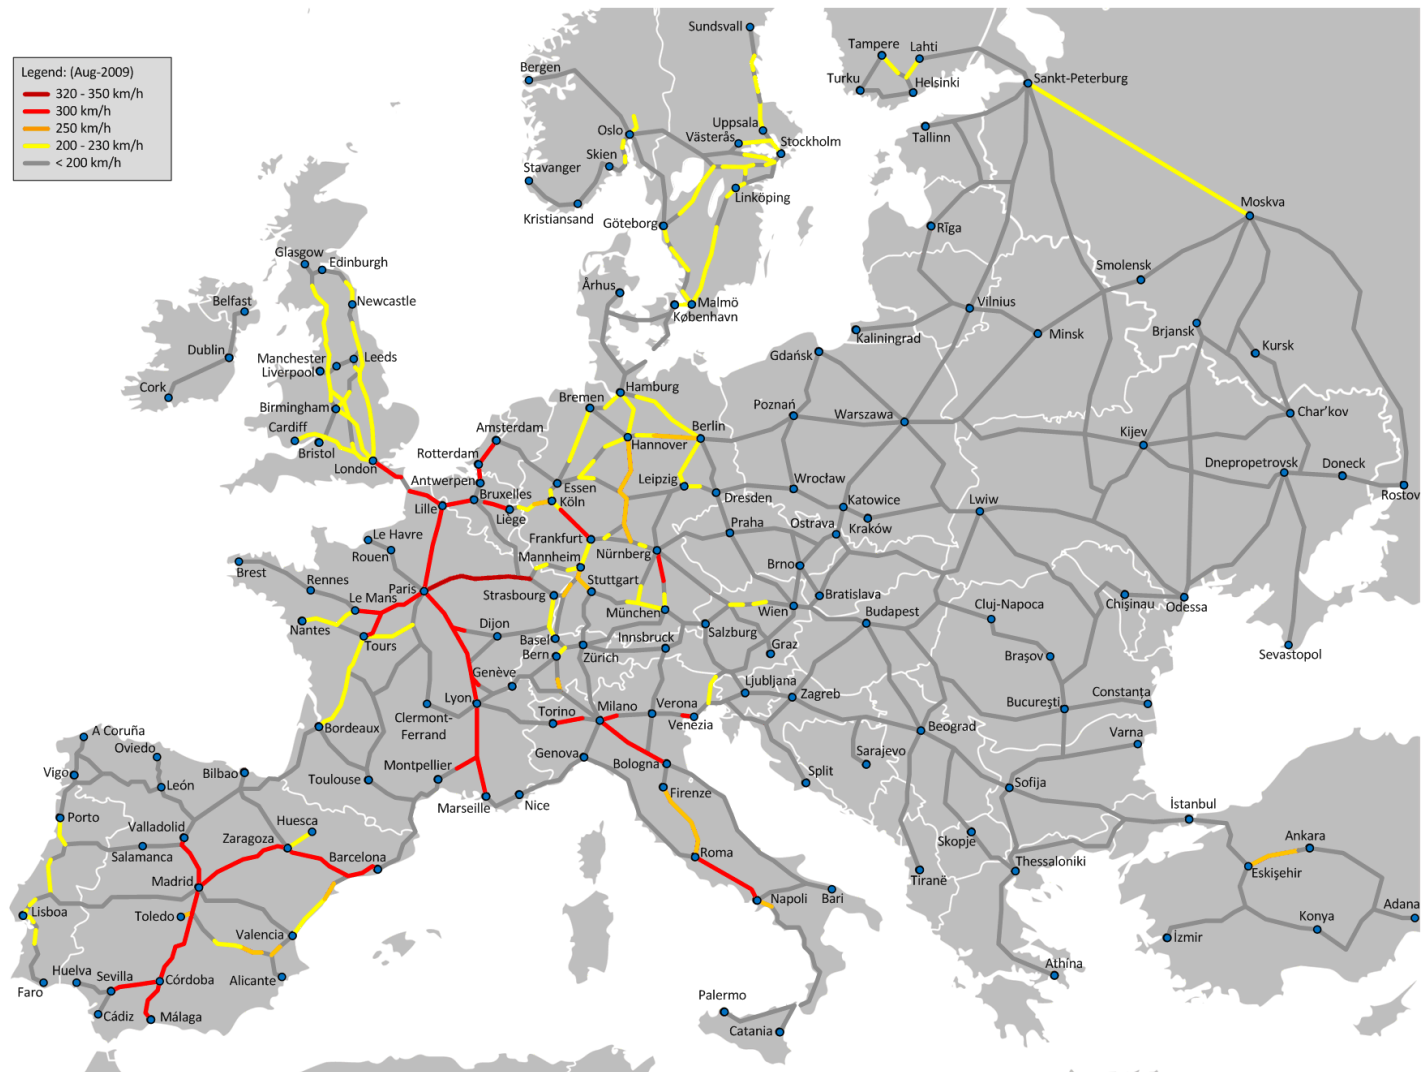 Sundsvall
Tampere
Lahti
Legend: (Aug-2009)
320 - 350 km/h
300 km/h
250 km/h
200 - 230 km/h
< 200 km/h
Bergen
Turku
Helsinki
Sankt-Peterburg
Oslo
Uppsala
Västerås
Stockholm
Tallinn
Skien
Stavanger
Linköping
Kristiansand
Göteborg
Moskva
Rīga
Glasgow
Edinburgh
Smolensk
Århus
Belfast
Newcastle
Malmö
København
Vilnius
Minsk
Brjansk
Kaliningrad
Kursk
Dublin
Manchester
Leeds
Liverpool
Gdańsk
Cork
Hamburg
Bremen
Birmingham
Poznań
Warszawa
Char'kov
Cardiff
Amsterdam
Berlin
Kijev
Bristol
Hannover
London
Rotterdam
Dnepropetrovsk
Doneck
Antwerpen
Essen
Leipzig
Wrocław
Rostov
Bruxelles
Köln
Dresden
Katowice
Lwiw
Lille
Liège
Praha
Ostrava
Kraków
Le Havre
Frankfurt
Nürnberg
Rouen
Mannheim
Brest
Rennes
Paris
Stuttgart
Brno
Le Mans
Strasbourg
Bratislava
Cluj-Napoca
Chişinau
Odessa
Nantes
München
Wien
Budapest
Tours
Dijon
Basel
Innsbruck
Salzburg
Bern
Zürich
Graz
Braşov
Sevastopol
Genève
Ljubljana
Lyon
Zagreb
Bucureşti
Constanţa
Clermont-
Ferrand
Torino
Milano
Verona
Venezia
A Coruña
Bordeaux
Beograd
Varna
Oviedo
Genova
Bologna
Sarajevo
Vigo
Bilbao
Toulouse
Montpellier
Split
León
Marseille
Nice
Firenze
Sofija
Porto
Huesca
İstanbul
Valladolid
Zaragoza
Skopje
Ankara
Salamanca
Barcelona
Roma
Thessaloniki
Eskişehir
Madrid
Tiranë
Napoli
Bari
Lisboa
Toledo
Adana
Valencia
Konya
İzmir
Huelva
Sevilla
Córdoba
Alicante
Athina
Faro
Palermo
Cádiz
Málaga
Catania